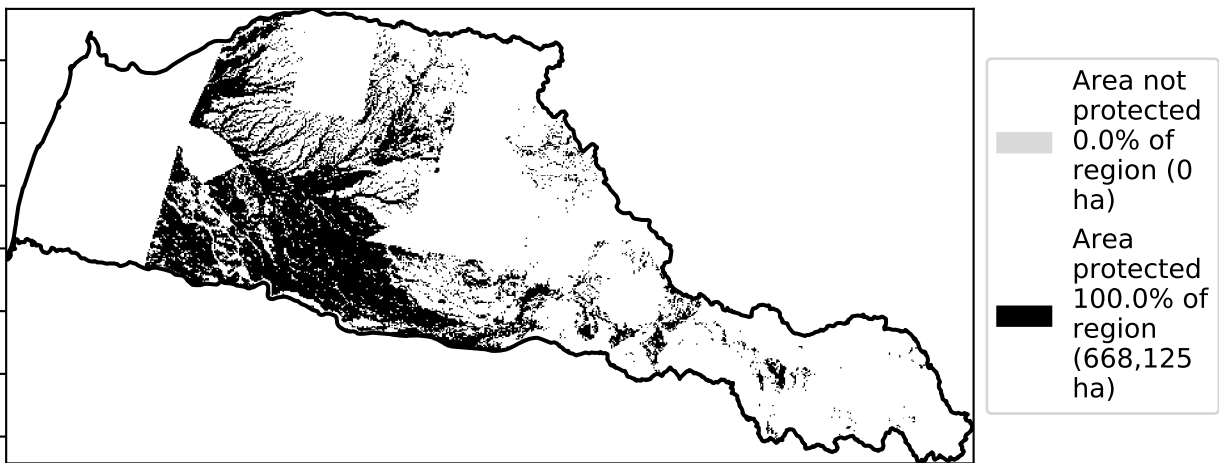 Area not
protected
0.0% of
region (0
ha)
Area
protected
100.0% of
region
(668,125
ha)